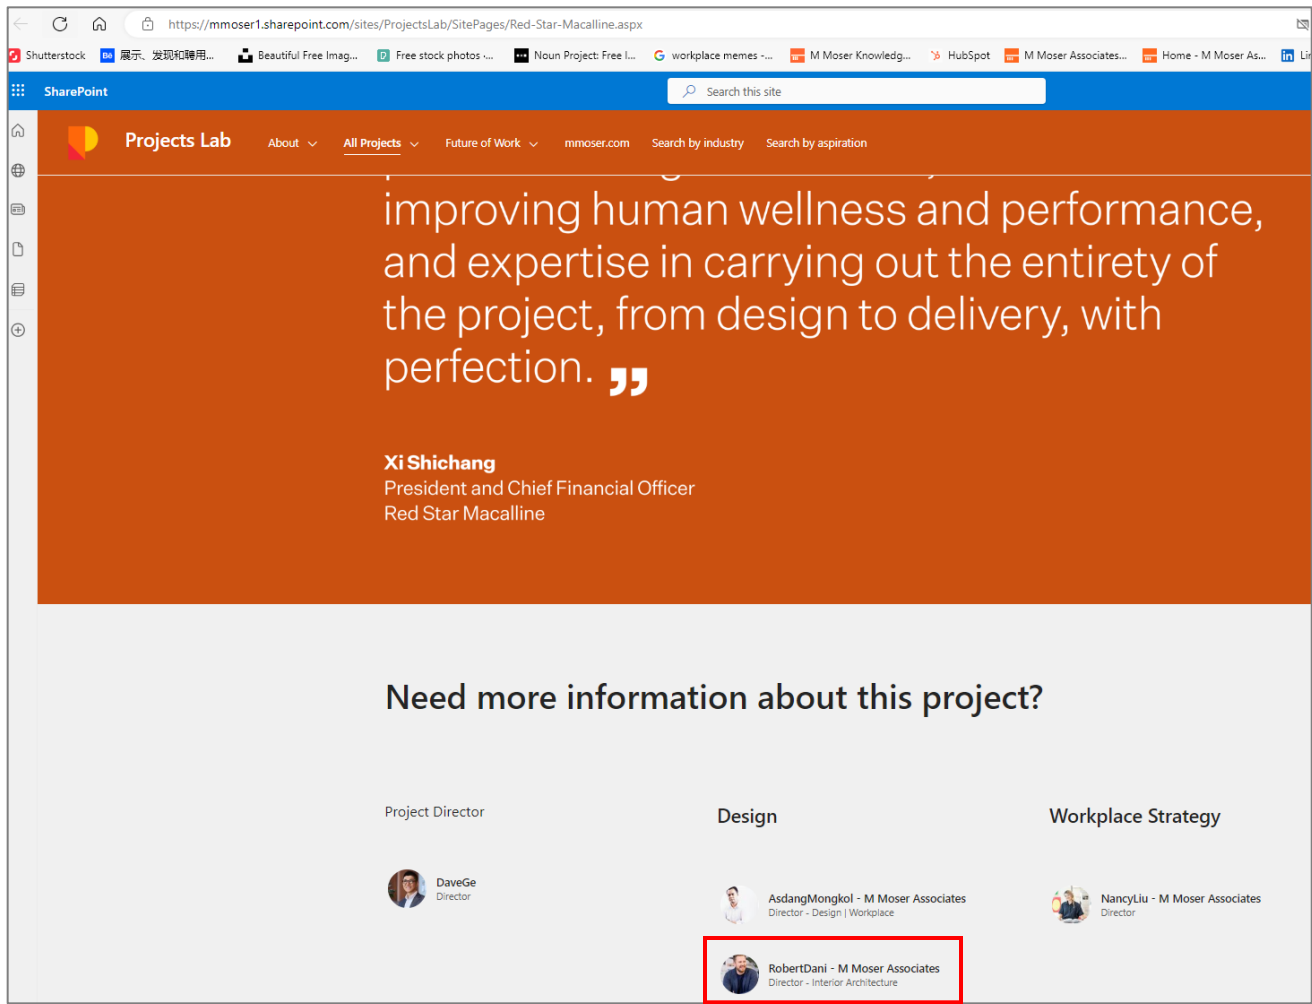 https://mmoser1.sharepoint.com/sites/ProjectsLab/SitePages/Red-Star-Macalline.aspx
Shutterstock
Bē 展示、发现和聘用...
Beautiful Free Imag...
Free stock photos ·...
Noun Project: Free I...
workplace memes -...
M Moser Knowledg...
HubSpot
M Moser Associates...
Home - M Moser As...
in
SharePoint
Search this site
Projects Lab
About
All Projects
Future of Work
mmoser.com
Search by industry
Search by aspiration
improving human wellness and performance,
and expertise in carrying out the entirety of
the project, from design to delivery, with
perfection. ”
Xi Shichang
President and Chief Financial Officer
Red Star Macalline
Need more information about this project?
Project Director
DaveGe
Director
Design
AsdangMongkol - M Moser Associates
Director - Design | Workplace
RobertDani - M Moser Associates
Director - Interior Architecture
Workplace Strategy
NancyLiu - M Moser Associates
Director